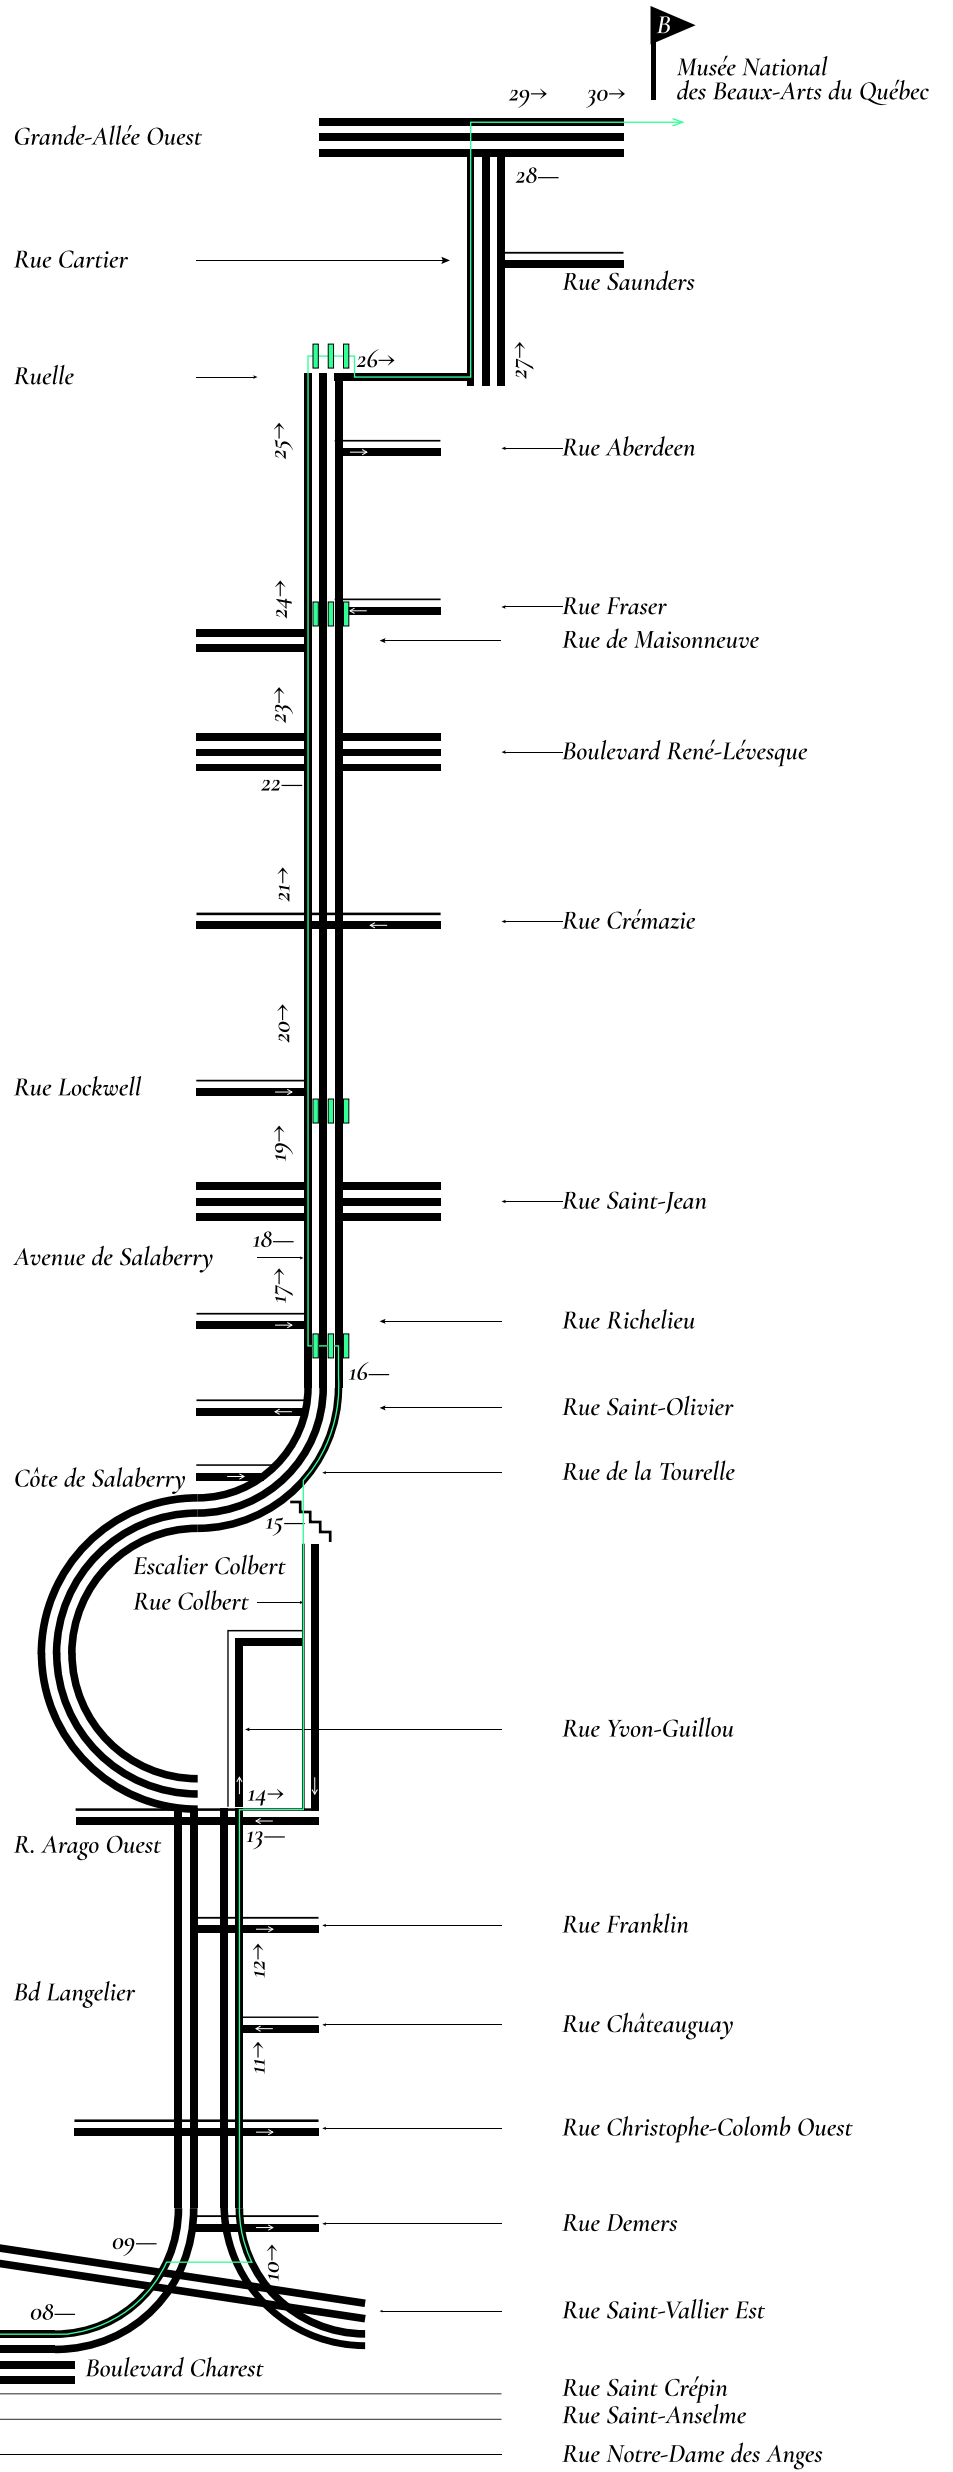 B
Musée National
des Beaux-Arts du Québec
29→ 30→
Grande-Allée Ouest
28—
Rue Cartier
Rue Saunders
27→
26→
Ruelle
25→
Rue Aberdeen
24→
Rue Fraser
Rue de Maisonneuve
23→
Boulevard René-Lévesque
22—
21→
Rue Crémazie
20→
Rue Lockwell
19→
Rue Saint-Jean
18—
Avenue de Salaberry
17→
Rue Richelieu
16—
Rue Saint-Olivier
Rue de la Tourelle
Côte de Salaberry
15—
Escalier Colbert
Rue Colbert
Rue Yvon-Guillou
14→
13—
R. Arago Ouest
Rue Franklin
12→
Bd Langelier
Rue Châteauguay
11→
Rue Christophe-Colomb Ouest
Rue Demers
09—
10→
08—
Rue Saint-Vallier Est
Boulevard Charest
Rue Saint Crépin
Rue Saint-Anselme
Rue Notre-Dame des Anges